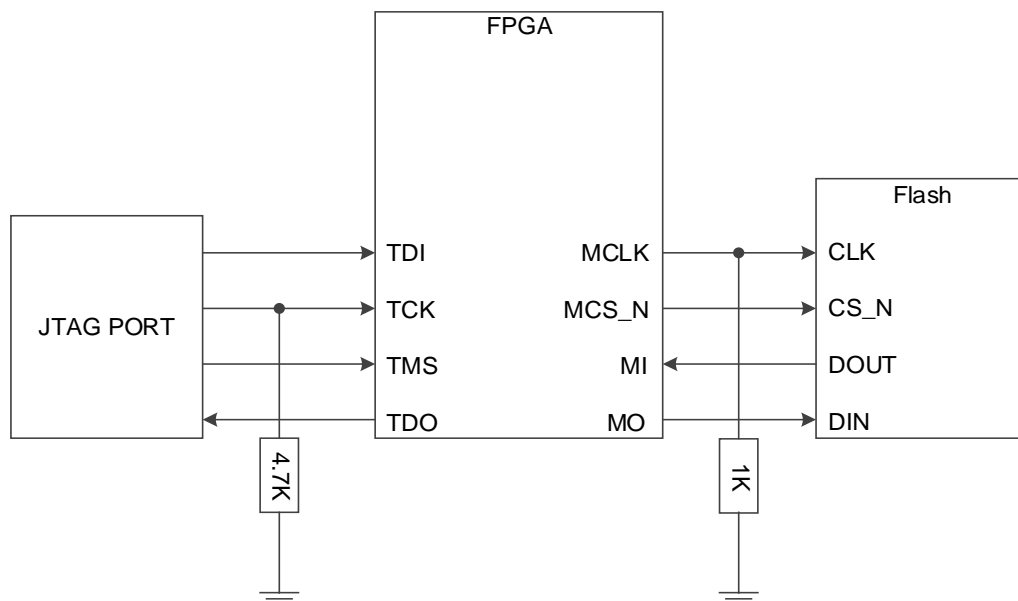 FPGA
Flash
JTAG PORT
TDI
TCK
TMS
TDO
MCLK
MCS_N
MI
MO
CLK
CS_N
DOUT
DIN
4.7K
1K